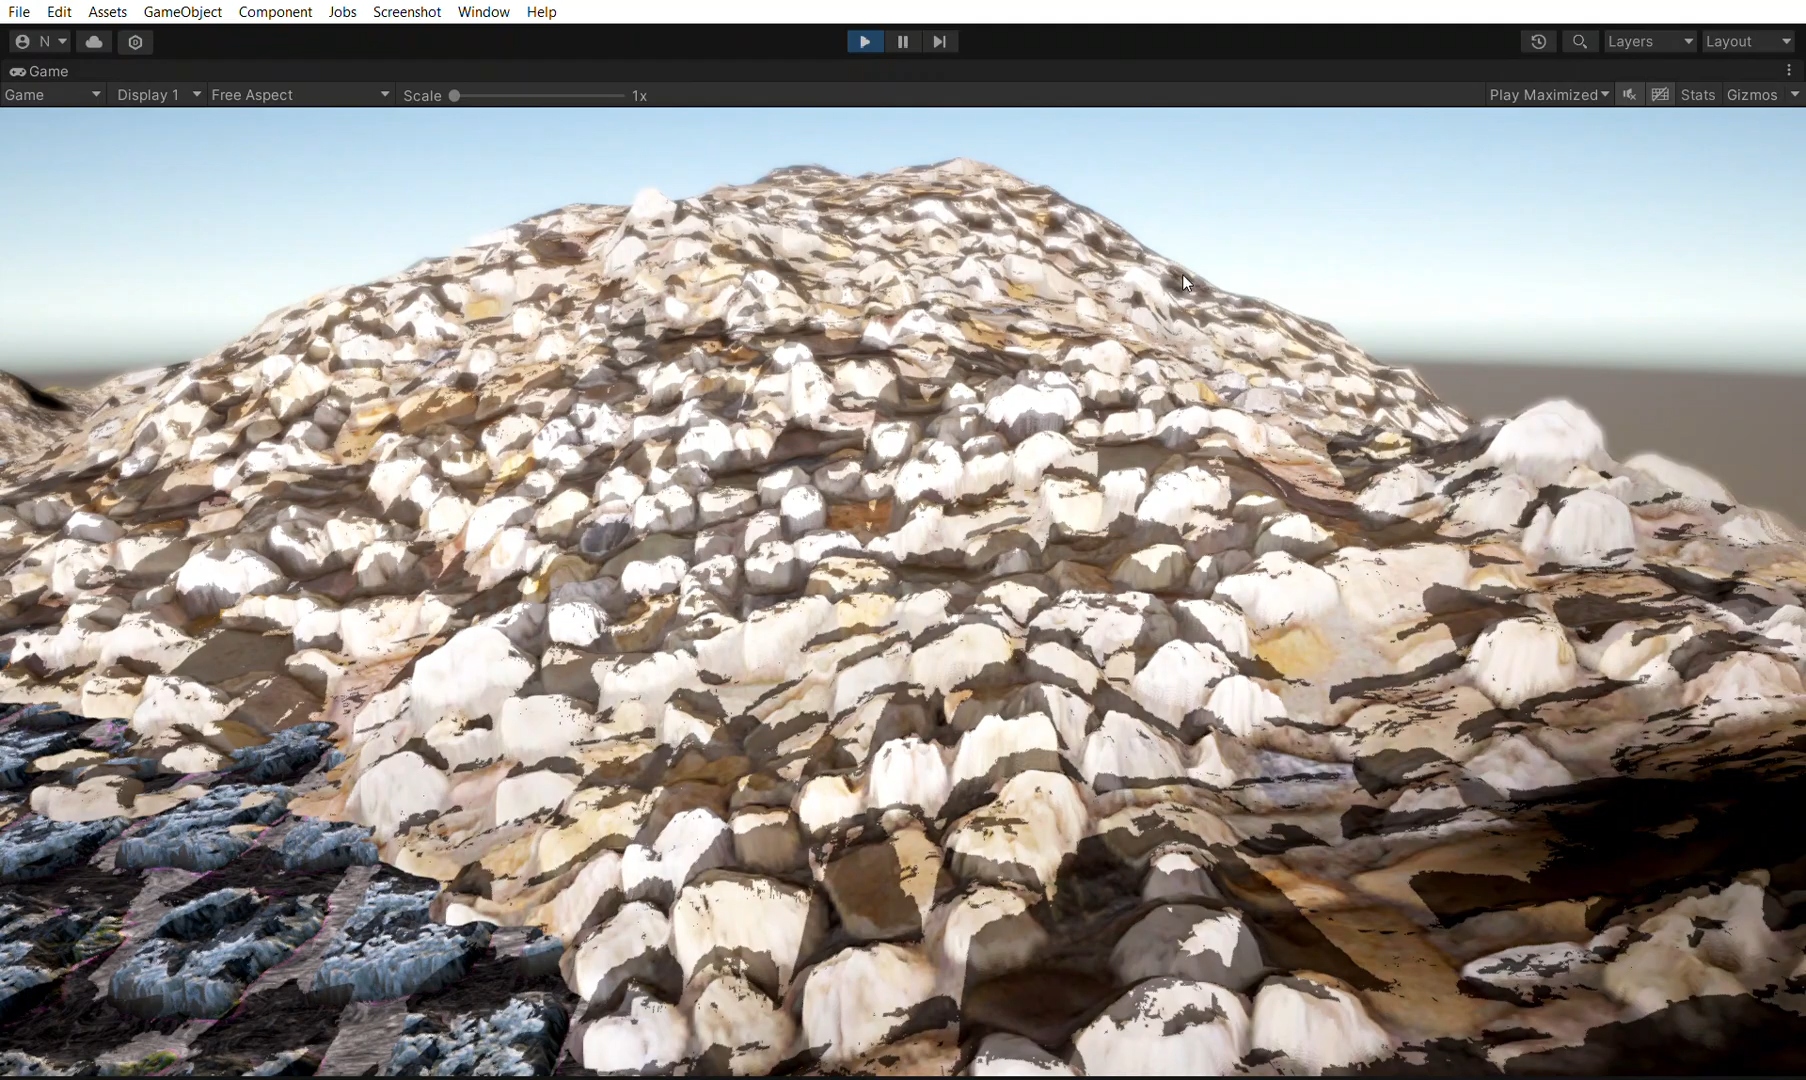 File Edit Assets GameObject Component Jobs Screenshot Window Help
N Layers Layout
Game
Game Display 1 Free Aspect Scale 1x Play Maximized Stats Gizmos